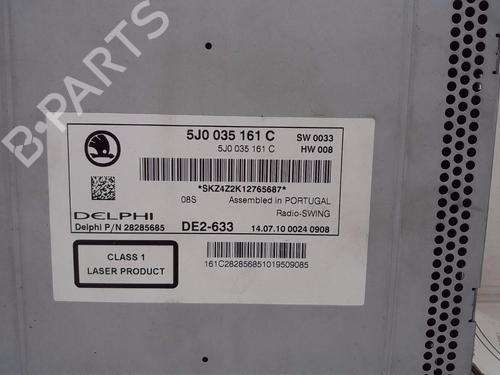 B-PARTS
5J0 035 161 C SW 0033
5J0 035 161 C HW 008
*SKZ4Z2K12765687*
08S Assembled in PORTUGAL
Radio-SWING
DELPHI
Delphi P/N 28285685 DE2-633 14.07.10 0024 0908
CLASS 1
LASER PRODUCT
161C282856851019509085